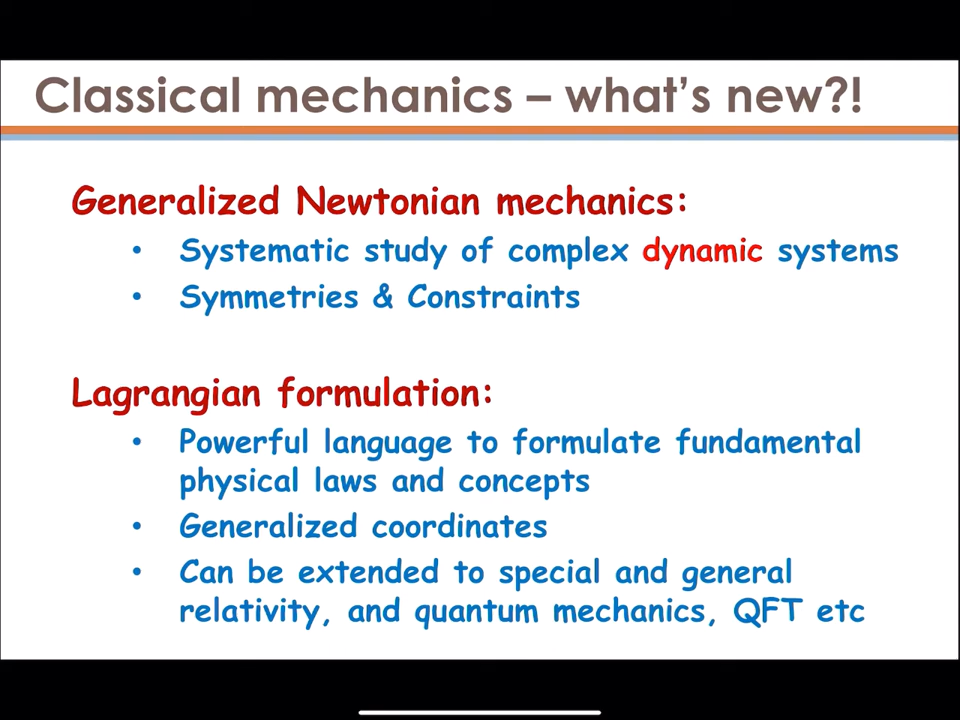 Classical mechanics – what's new?!
Generalized Newtonian mechanics:
• Systematic study of complex dynamic systems
• Symmetries & Constraints
Lagrangian formulation:
• Powerful language to formulate fundamental
physical laws and concepts
• Generalized coordinates
• Can be extended to special and general
relativity, and quantum mechanics, QFT etc